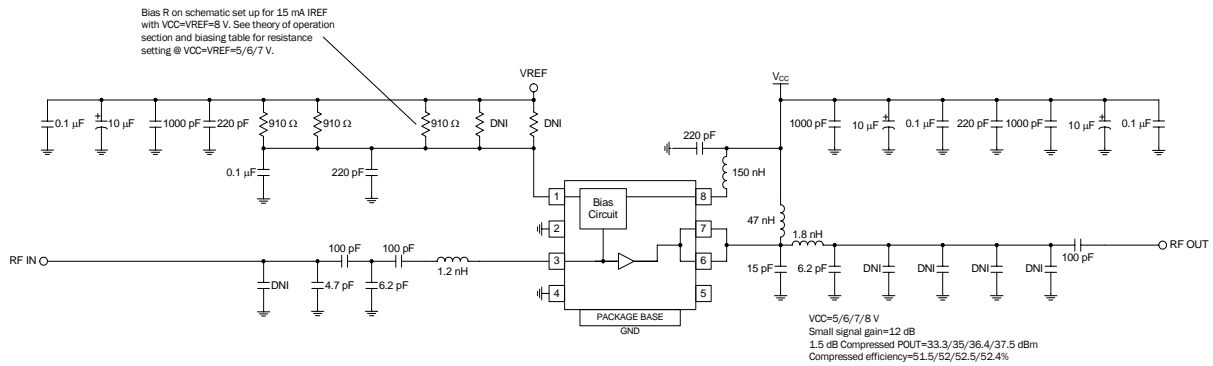 Bias R on schematic set up for 15 mA IREF
with VCC=VREF=8 V. See theory of operation
section and biasing table for resistance
setting @ VCC=VREF=5/6/7 V.
VREF
VCC
0.1 µF
+
10 µF
1000 pF
220 pF
910 Ω
910 Ω
910 Ω
DNI
DNI
1000 pF
+
10 µF
0.1 µF
220 pF
1000 pF
+
10 µF
0.1 µF
220 pF
150 nH
0.1 µF
220 pF
1
Bias
Circuit
8
2
7
47 nH
1.8 nH
RF IN
100 pF
100 pF
1.2 nH
3
6
100 pF
RF OUT
DNI
4.7 pF
6.2 pF
4
5
15 pF
6.2 pF
DNI
DNI
DNI
DNI
PACKAGE BASE
GND
VCC=5/6/7/8 V
Small signal gain=12 dB
1.5 dB Compressed POUT=33.3/35/36.4/37.5 dBm
Compressed efficiency=51.5/52/52.5/52.4%